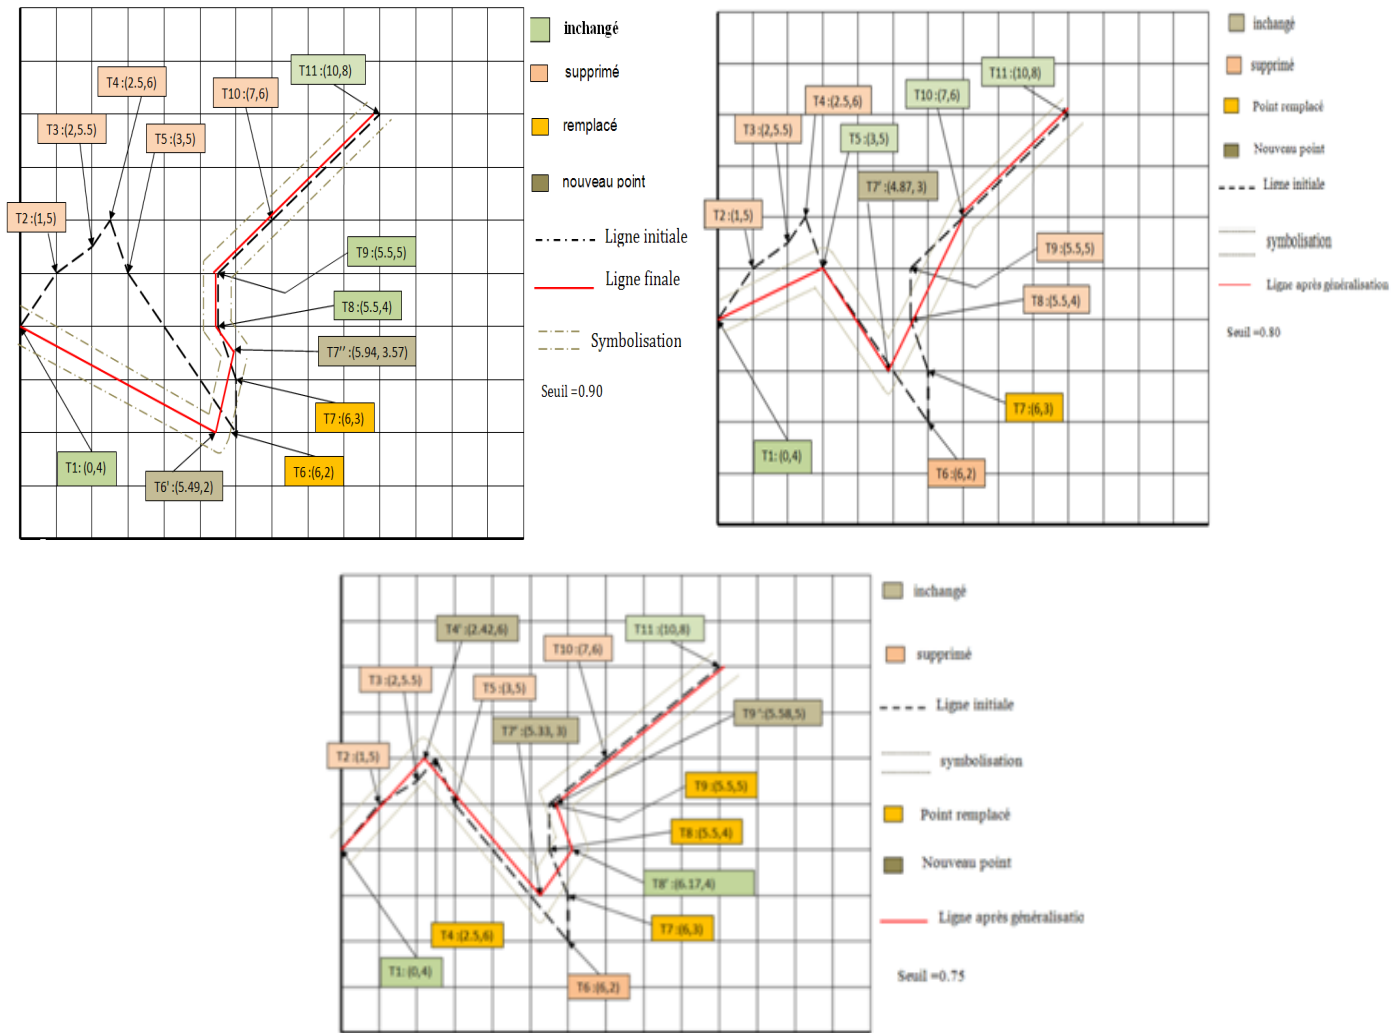 T11 :(10,8)
T4 :(2.5,6)
T10 :(7,6)
T3 :(2,5.5)
T5 :(3,5)
T2 :(1,5)
T9 :(5.5,5)
T8 :(5.5,4)
T7'' :(5.94, 3.57)
T7 :(6,3)
T1: (0,4)
T6' :(5.49,2)
T6 :(6,2)
inchangé
supprimé
remplacé
nouveau point
Ligne initiale
Ligne finale
Symbolisation
Seuil =0.90
T11 :(10,8)
T4 :(2.5,6)
T10 :(7,6)
T3 :(2,5.5)
T5 :(3,5)
T7' :(4.87, 3)
T2 :(1,5)
T9 :(5.5,5)
T8 :(5.5,4)
T7 :(6,3)
T1: (0,4)
T6 :(6,2)
inchangé
supprimé
Point remplacé
Nouveau point
Ligne initiale
symbolisation
Ligne après généralisation
Seuil =0.80
T4' :(2.42,6)
T11 :(10,8)
T10 :(7,6)
T3 :(2,5.5)
T5 :(3,5)
T9 ' :(5.58,5)
T7' :(5.33, 3)
T2 :(1,5)
T9 :(5.5,5)
T8 :(5.5,4)
T8' :(6.17,4)
T4 :(2.5,6)
T7 :(6,3)
T1: (0,4)
T6 :(6,2)
inchangé
supprimé
Ligne initiale
symbolisation
Point remplacé
Nouveau point
Ligne après généralisatio
Seuil =0.75